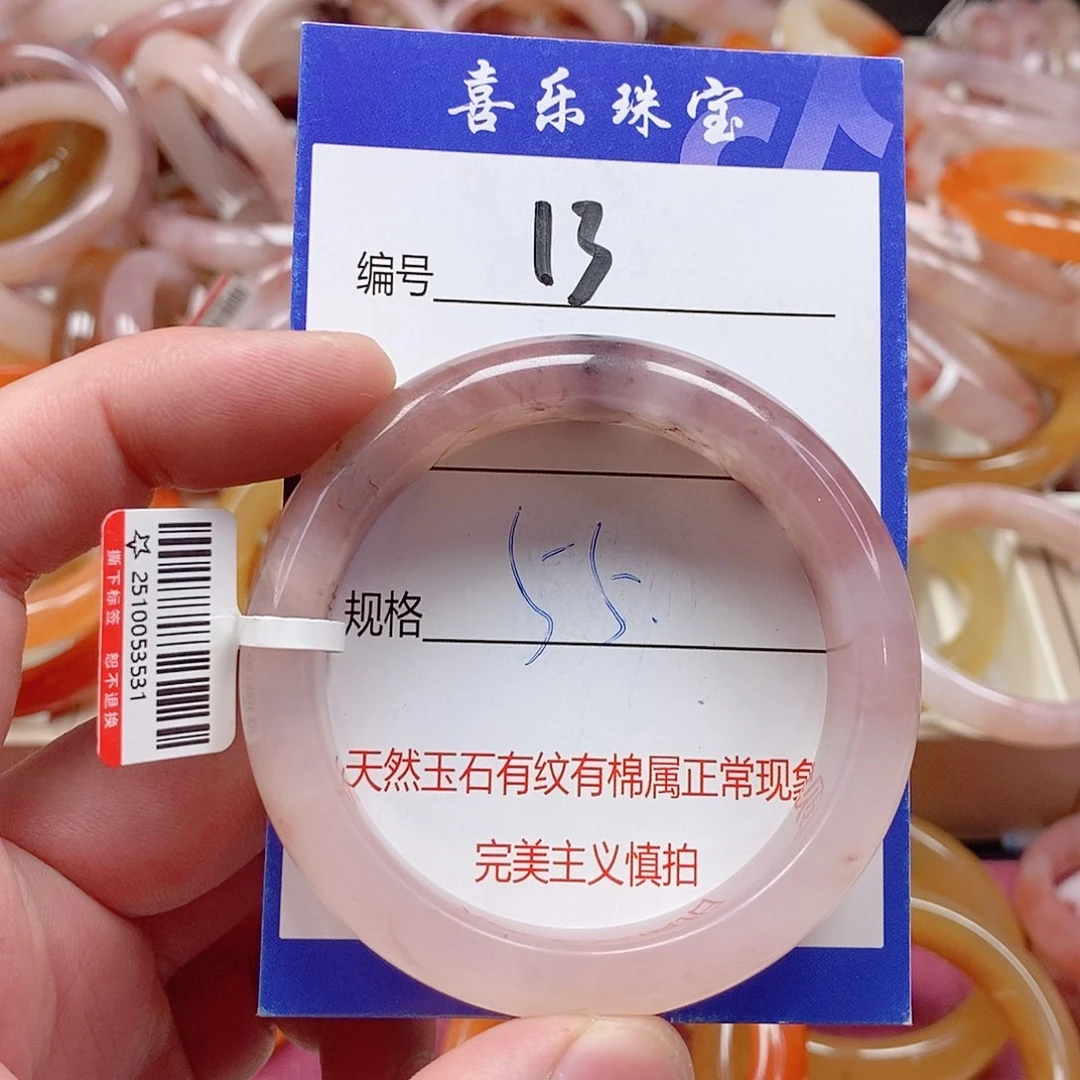 喜乐珠宝
编号 13
规格 55.
天然玉石有纹有棉属正常现象
完美主义慎拍
2510053531
撕下标签 恕不退换